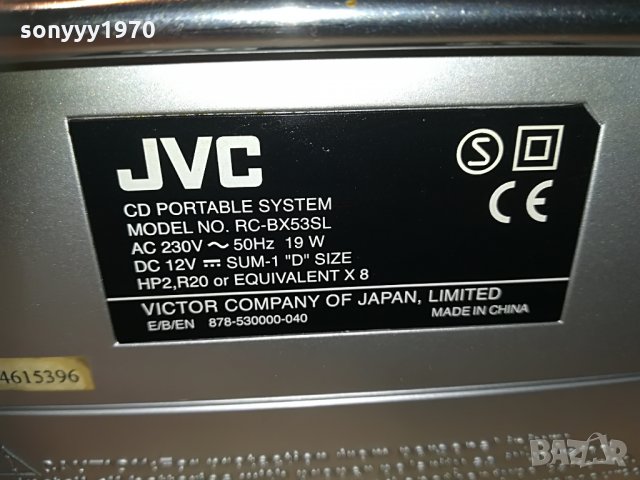 sonyyy1970
JVC
S
CE
CD PORTABLE SYSTEM
MODEL NO. RC-BX53SL
AC 230V ~ 50Hz 19 W
DC 12V ⎓ SUM-1 "D" SIZE
HP2,R20 or EQUIVALENT X 8
VICTOR COMPANY OF JAPAN, LIMITED
E/B/EN 878-530000-040 MADE IN CHINA
4615396
BAZAR